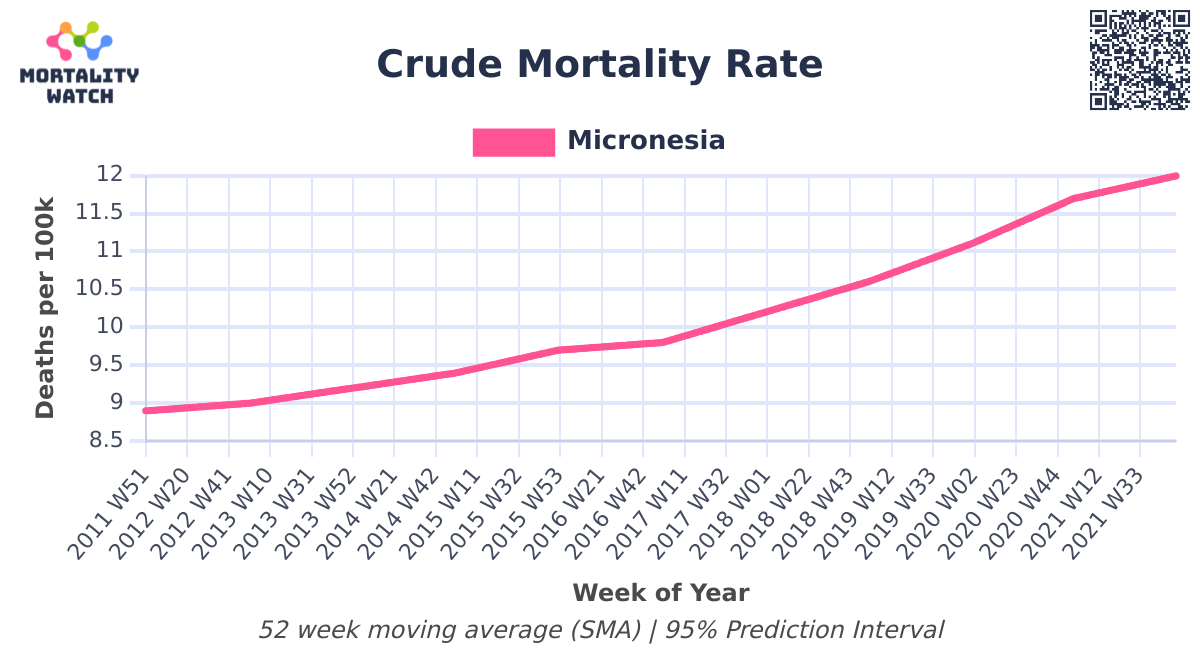 MORTALITY
WATCH
Crude Mortality Rate
Micronesia
Deaths per 100k
12
11.5
11
10.5
10
9.5
9
8.5
2011 W51
2012 W20
2012 W41
2013 W10
2013 W31
2013 W52
2014 W21
2014 W42
2015 W11
2015 W32
2015 W53
2016 W21
2016 W42
2017 W11
2017 W32
2018 W01
2018 W22
2018 W43
2019 W12
2019 W33
2020 W02
2020 W23
2020 W44
2021 W12
2021 W33
Week of Year
52 week moving average (SMA) | 95% Prediction Interval